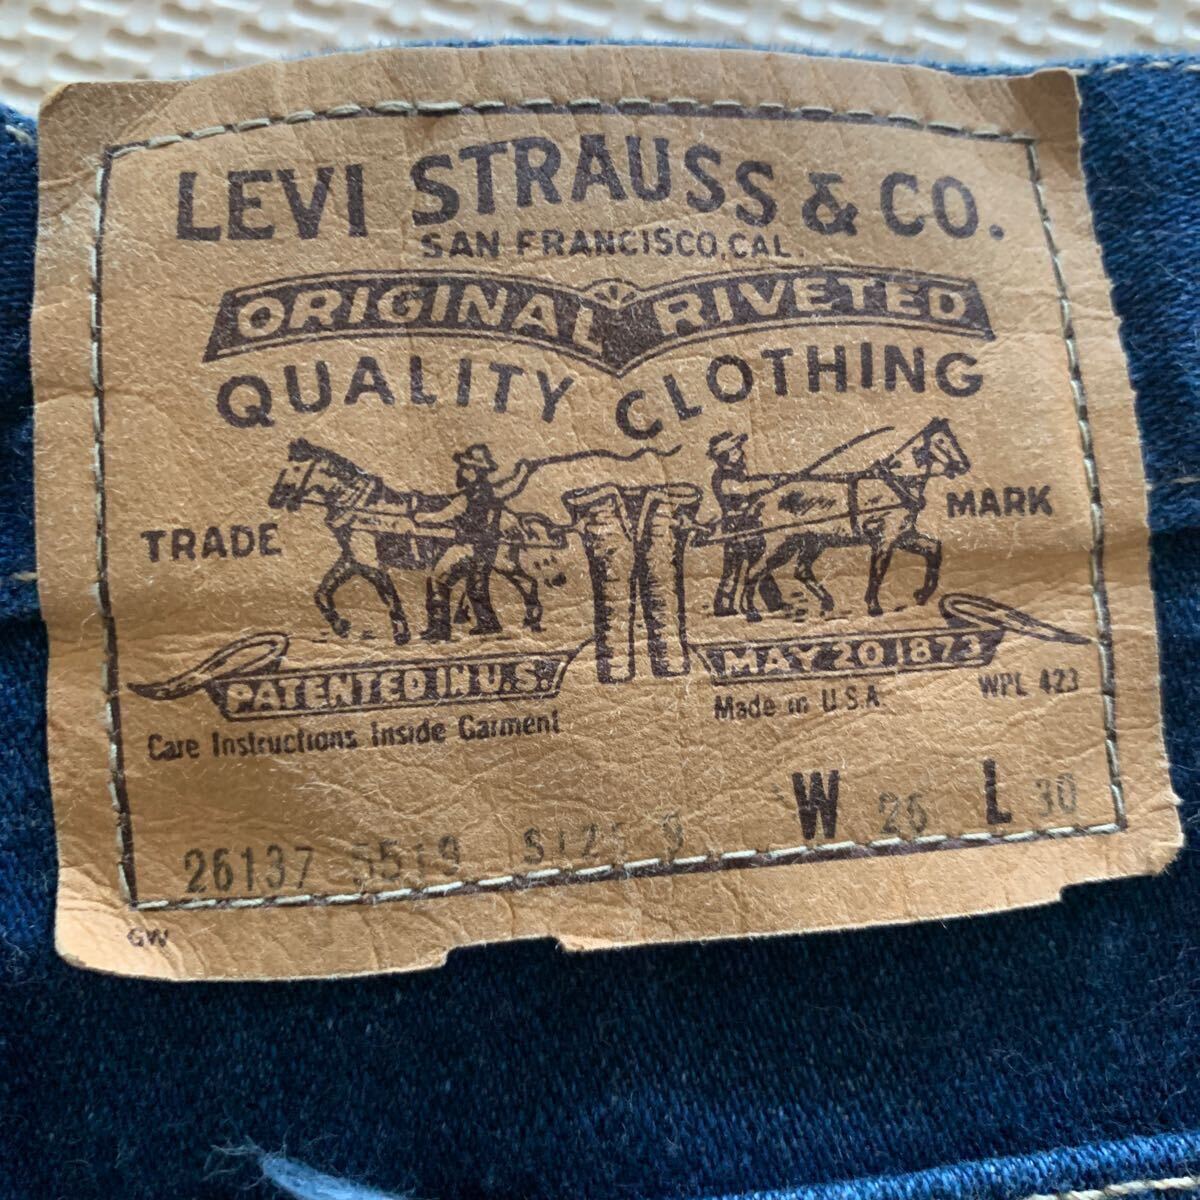 LEVI STRAUSS & CO.
SAN FRANCISCO, CAL.
ORIGINAL RIVETED
QUALITY CLOTHING
TRADE MARK
PATENTED IN U.S. MAY 20 1873
Care Instructions Inside Garment Made in U.S.A. WPL 423
W 26 L 30
26137 5519 SIZE 9
GW